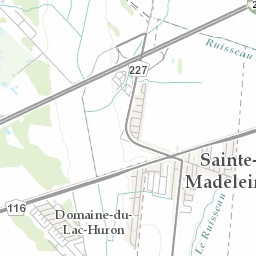 Ruisseau
227
Sainte-
Madelein
116
Domaine-du-
Lac-Huron
Le Ruisseau